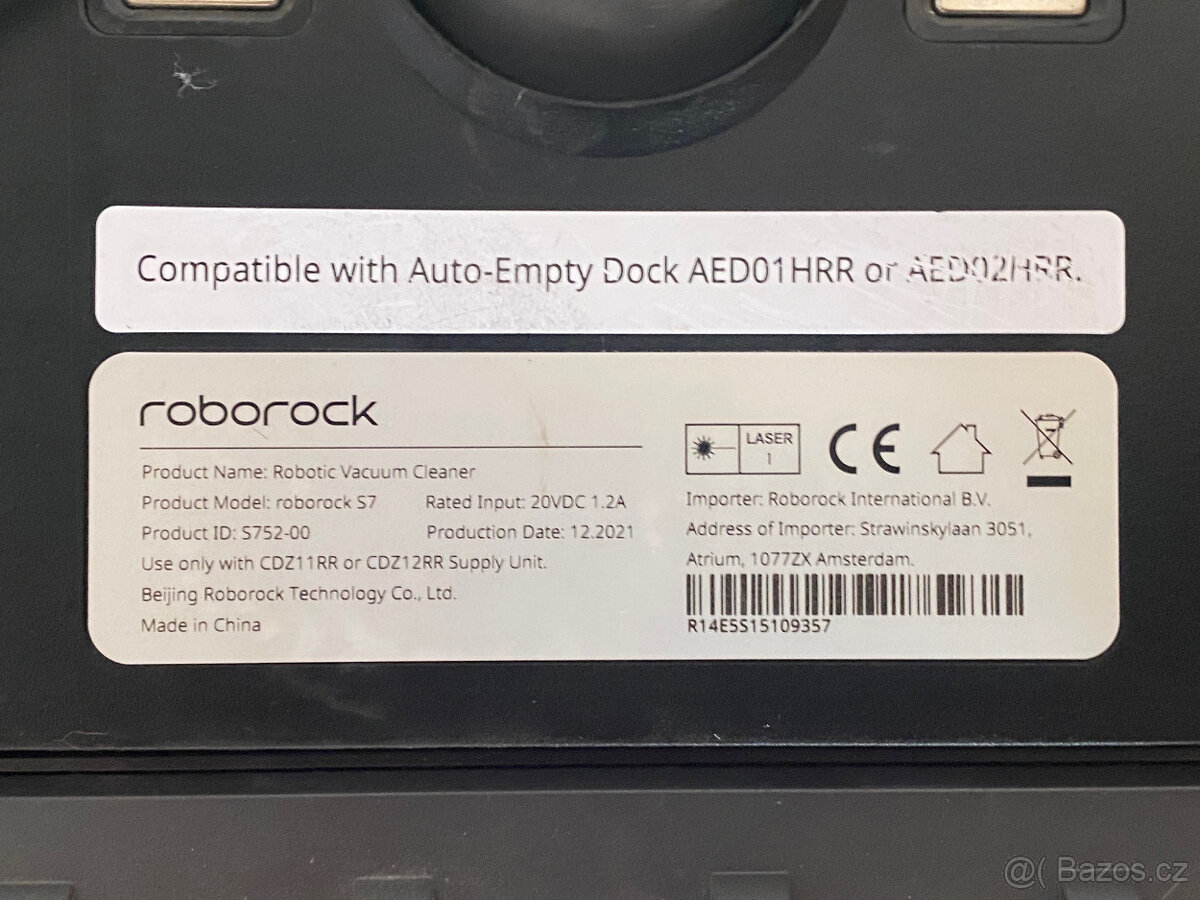 Compatible with Auto-Empty Dock AED01HRR or AED02HRR.
roborock
Product Name: Robotic Vacuum Cleaner
Product Model: roborock S7 Rated Input: 20VDC 1.2A
Product ID: S752-00 Production Date: 12.2021
Use only with CDZ11RR or CDZ12RR Supply Unit.
Beijing Roborock Technology Co., Ltd.
Made in China
LASER
1
CE
Importer: Roborock International B.V.
Address of Importer: Strawinskylaan 3051,
Atrium, 1077ZX Amsterdam.
R14E5S15109357
@( Bazos.cz